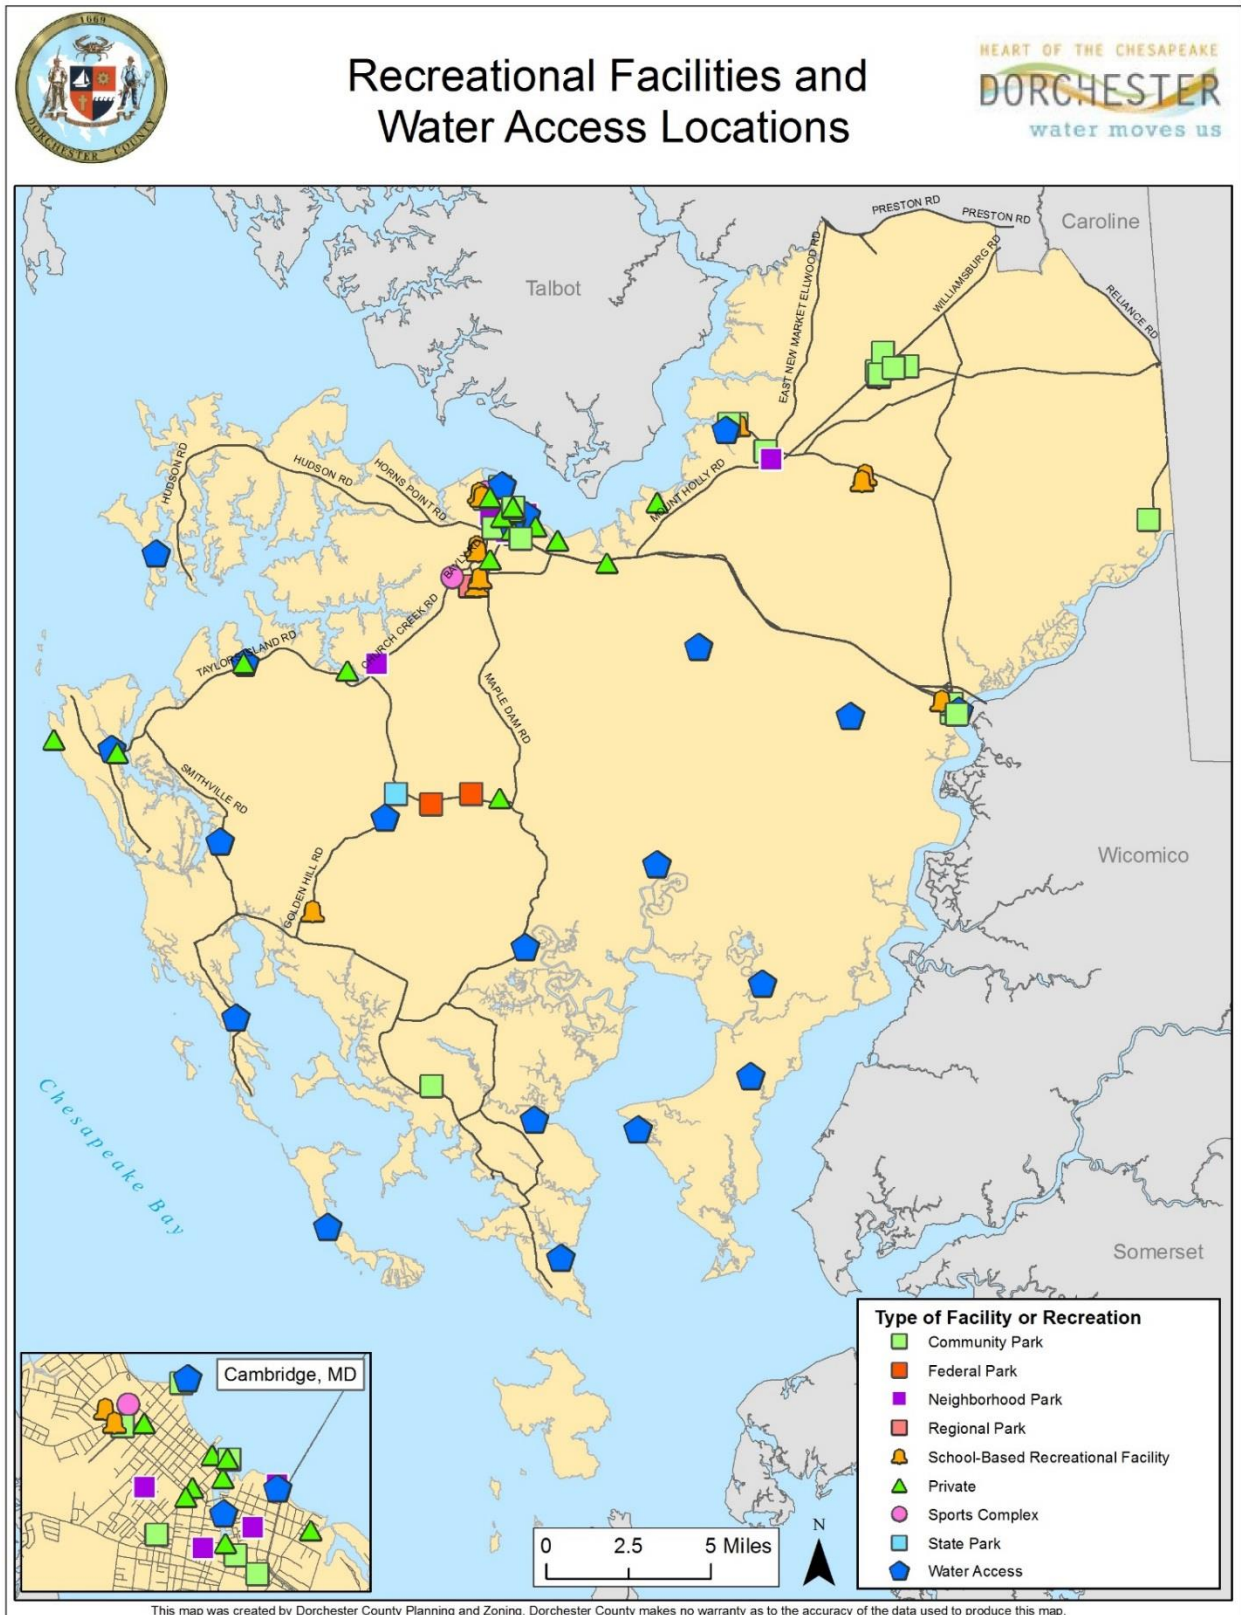 1669
DORCHESTER COUNTY
Recreational Facilities and
Water Access Locations
HEART OF THE CHESAPEAKE
DORCHESTER
water moves us
PRESTON RD
PRESTON RD
Caroline
EAST NEW MARKET ELLWOOD RD
WILLIAMSBURG RD
RELIANCE RD
Talbot
HUDSON RD
HUDSON RD
HORNS POINT RD
MOUNT HOLLY RD
CHURCH CREEK RD
MAPLE DAM RD
SMITHVILLE RD
GOLDEN HILL RD
Wicomico
Chesapeake Bay
Somerset
Cambridge, MD
0 2.5 5 Miles
N
Type of Facility or Recreation
Community Park
Federal Park
Neighborhood Park
Regional Park
School-Based Recreational Facility
Private
Sports Complex
State Park
Water Access
This map was created by Dorchester County Planning and Zoning. Dorchester County makes no warranty as to the accuracy of the data used to produce this map.